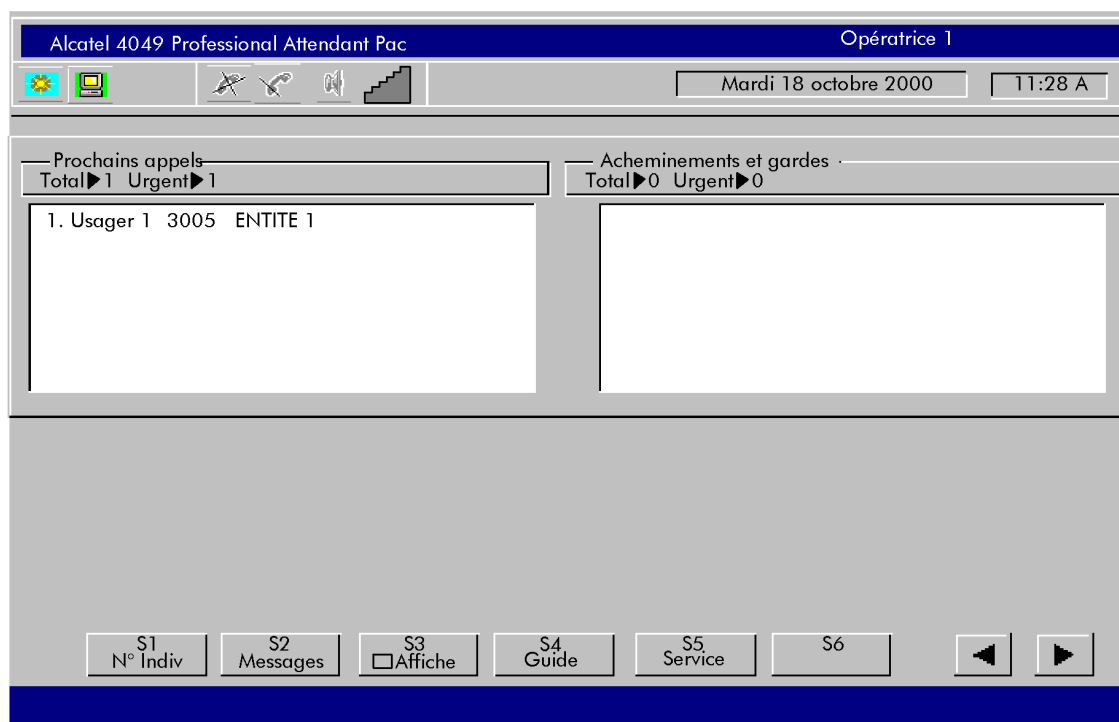 Alcatel 4049 Professional Attendant Pac
Opératrice 1
Mardi 18 octobre 2000
11:28 A
Prochains appels
Total▶1 Urgent▶1
Acheminements et gardes
Total▶0 Urgent▶0
1. Usager 1 3005 ENTITE 1
S1
N° Indiv
S2
Messages
S3
Affiche
S4
Guide
S5
Service
S6